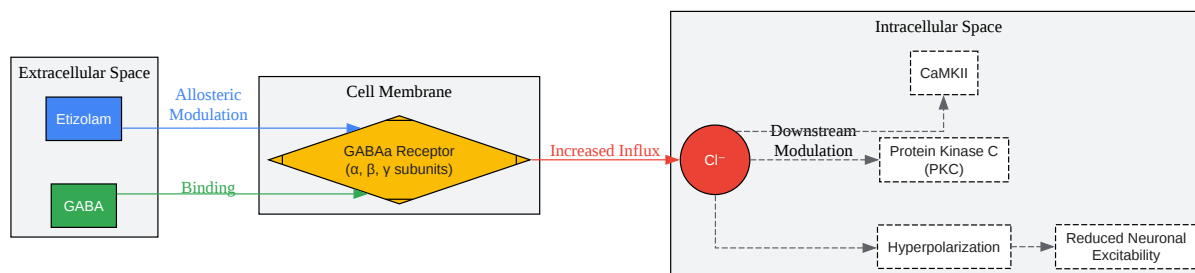 Extracellular Space
Etizolam
GABA
Allosteric
Modulation
Binding
Cell Membrane
GABAa Receptor
(α, β, γ subunits)
Increased Influx
Intracellular Space
Cl⁻
Downstream
Modulation
CaMKII
Protein Kinase C
(PKC)
Hyperpolarization
Reduced Neuronal
Excitability